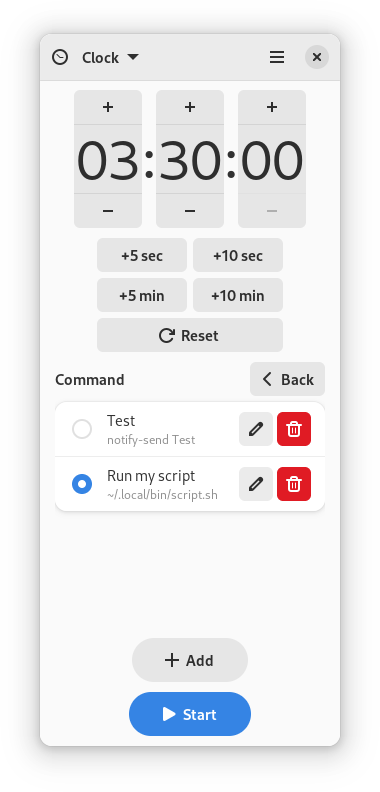 Clock
03:30:00
+5 sec +10 sec
+5 min +10 min
Reset
Command Back
Test
notify-send Test
Run my script
~/.local/bin/script.sh
Add
Start